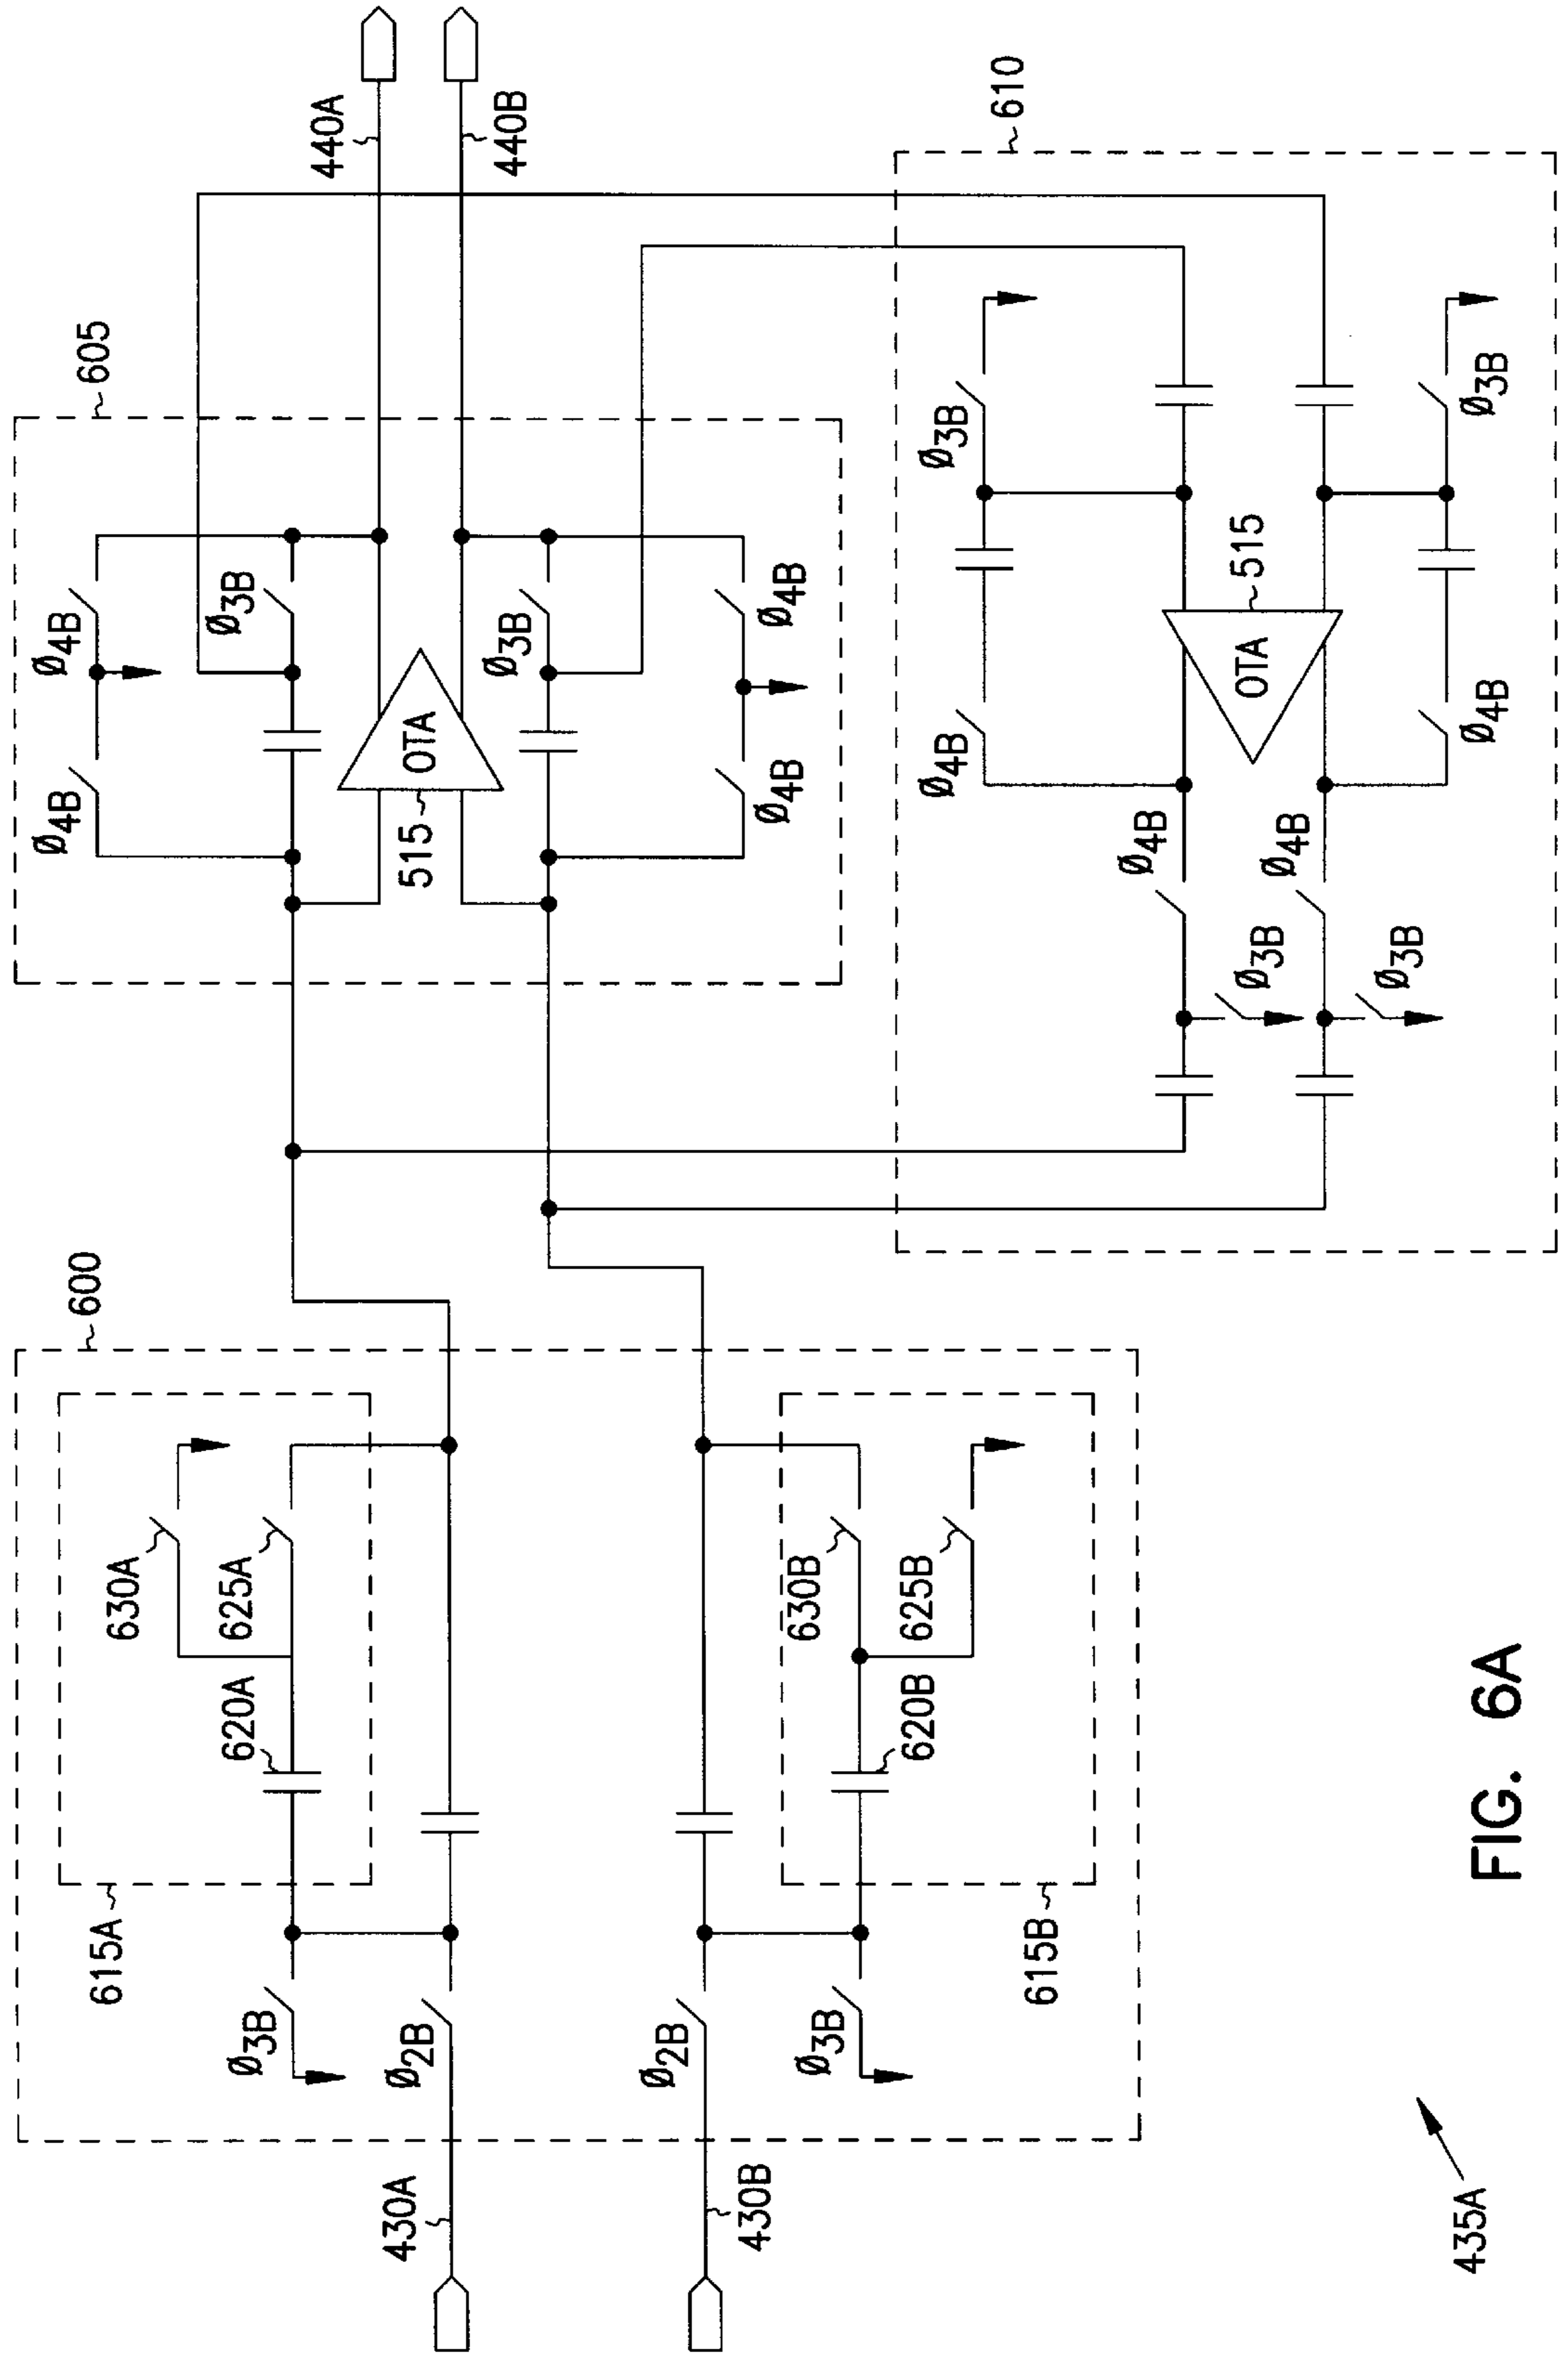 Ø4B
Ø4B
600
605
615A
630A
Ø3B
620A
625A
Ø3B
440A
430A
Ø2B
515
OTA
Ø3B
440B
Ø2B
430B
Ø4B
Ø4B
630B
Ø3B
620B
625B
Ø4B
Ø3B
610
615B
Ø4B
OTA
515
Ø3B
Ø4B
Ø3B
Ø4B
Ø3B
435A
FIG. 6A